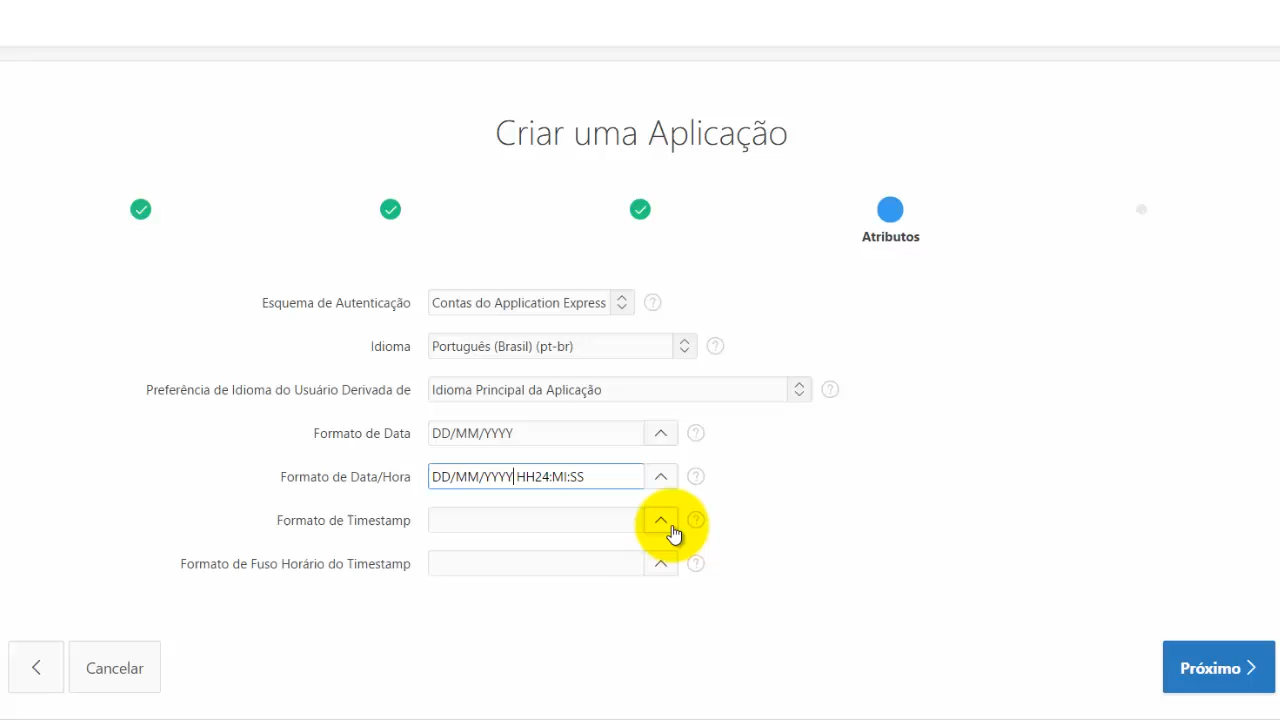 Criar uma Aplicação
Atributos
Esquema de Autenticação Contas do Application Express ?
Idioma Português (Brasil) (pt-br) ?
Preferência de Idioma do Usuário Derivada de Idioma Principal da Aplicação ?
Formato de Data DD/MM/YYYY ?
Formato de Data/Hora DD/MM/YYYY HH24:MI:SS ?
Formato de Timestamp ?
Formato de Fuso Horário do Timestamp ?
Cancelar Próximo